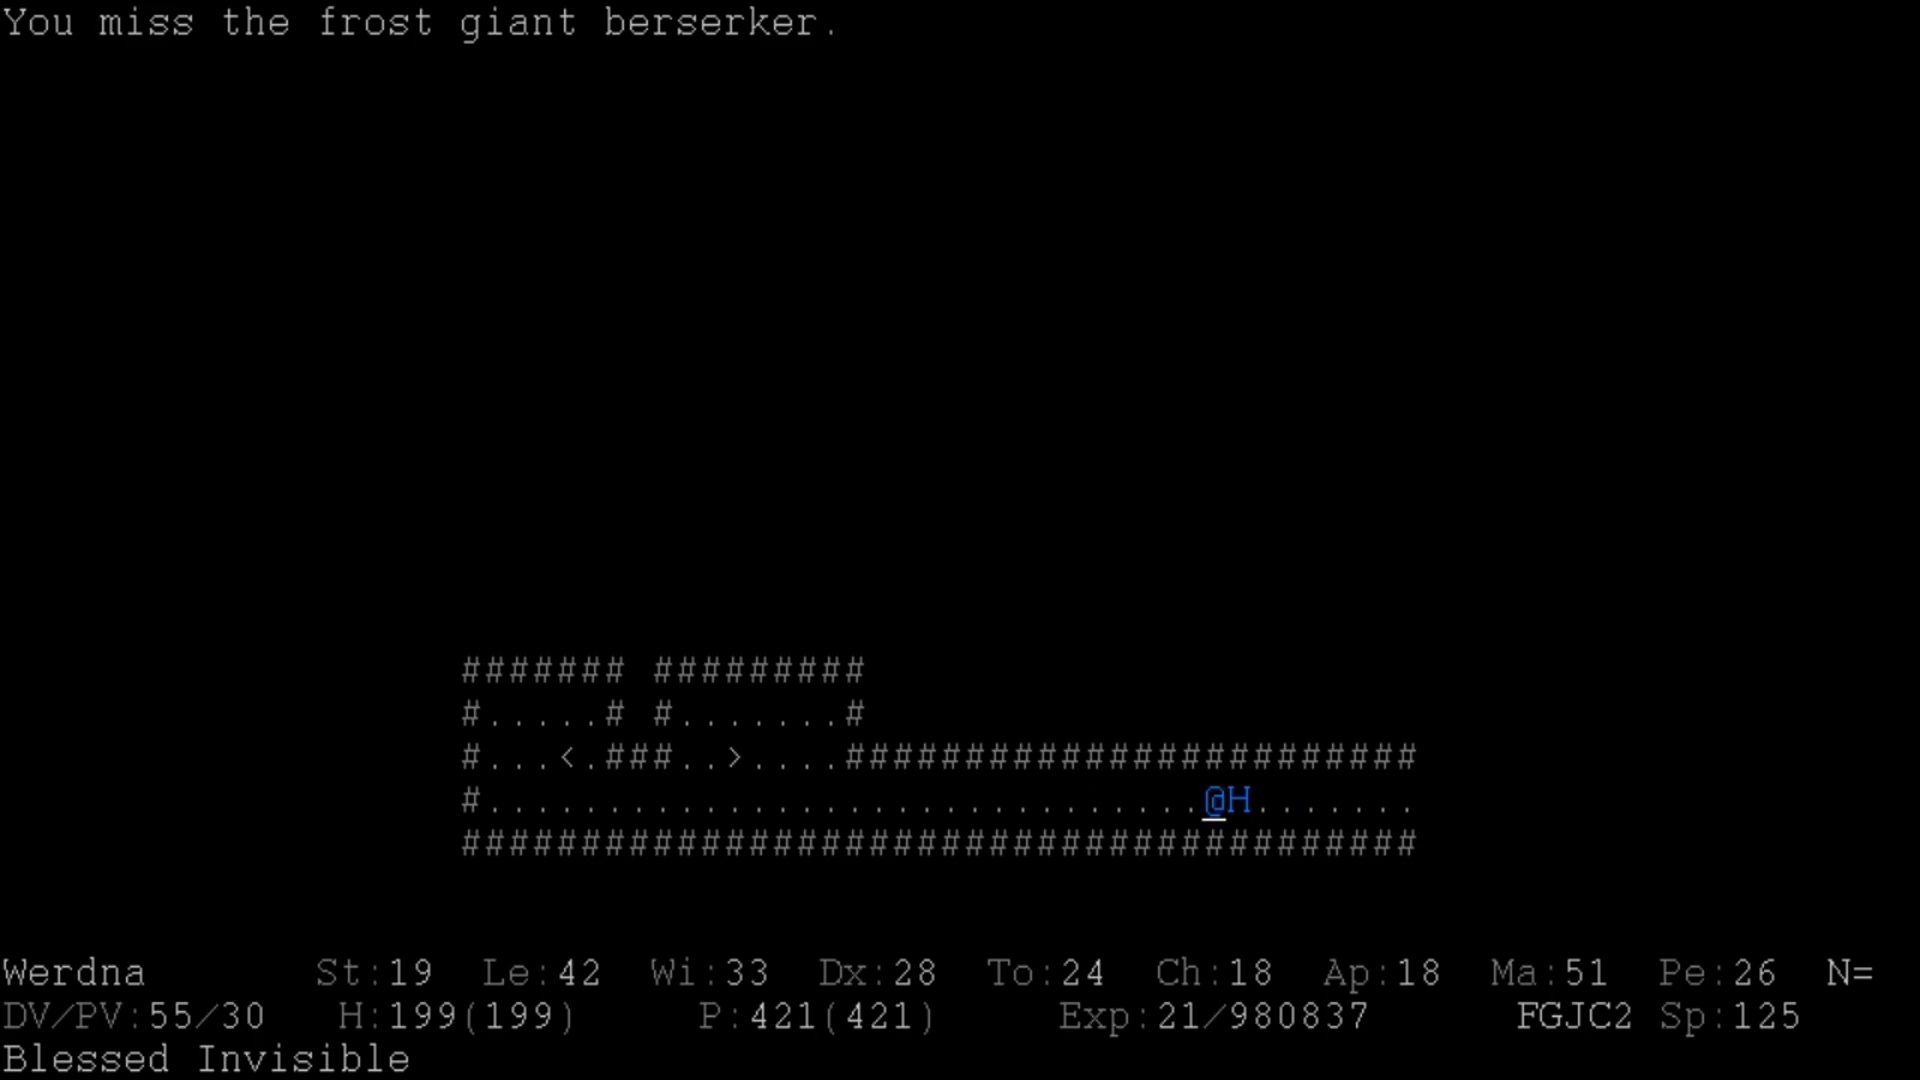 You miss the frost giant berserker.
####### #########
#.....# #.......#
#...<.###..>....########################
#..............................@H.......
########################################
Werdna St:19 Le:42 Wi:33 Dx:28 To:24 Ch:18 Ap:18 Ma:51 Pe:26 N=
DV/PV:55/30 H:199(199) P:421(421) Exp:21/980837 FGJC2 Sp:125
Blessed Invisible